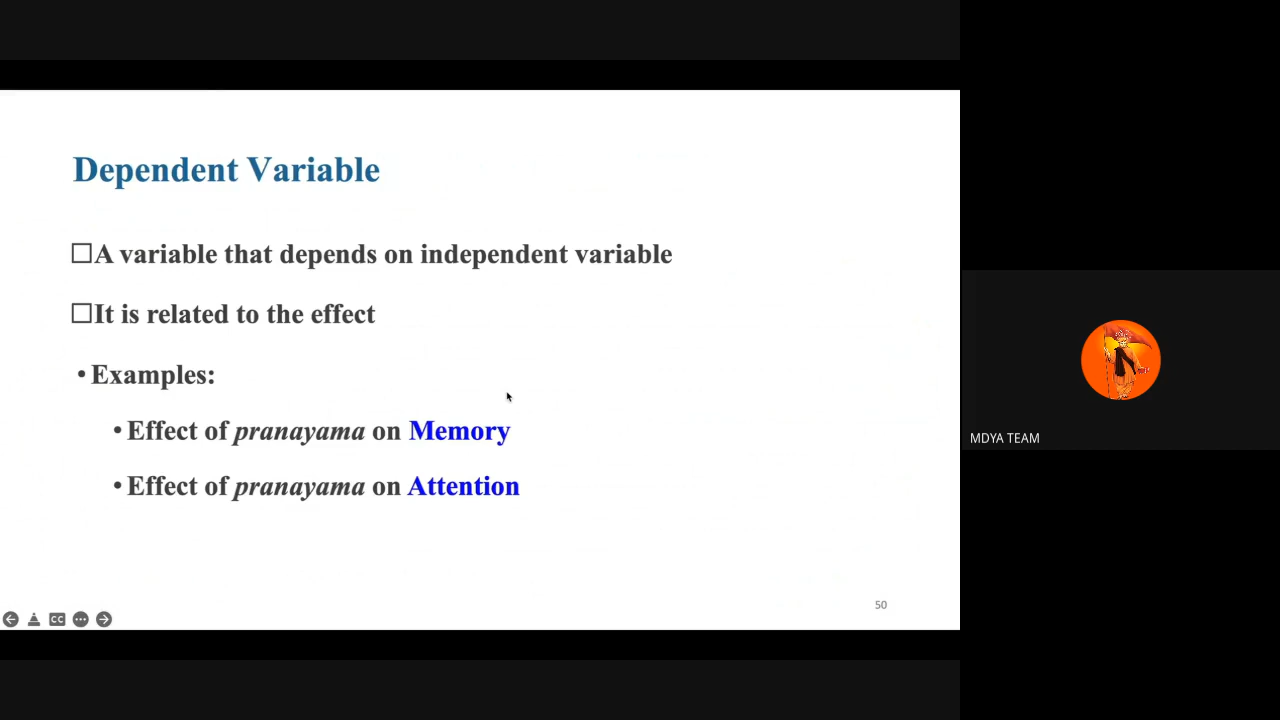 Dependent Variable
☐A variable that depends on independent variable
☐It is related to the effect
• Examples:
• Effect of pranayama on Memory
• Effect of pranayama on Attention
50
CC
MDYA TEAM